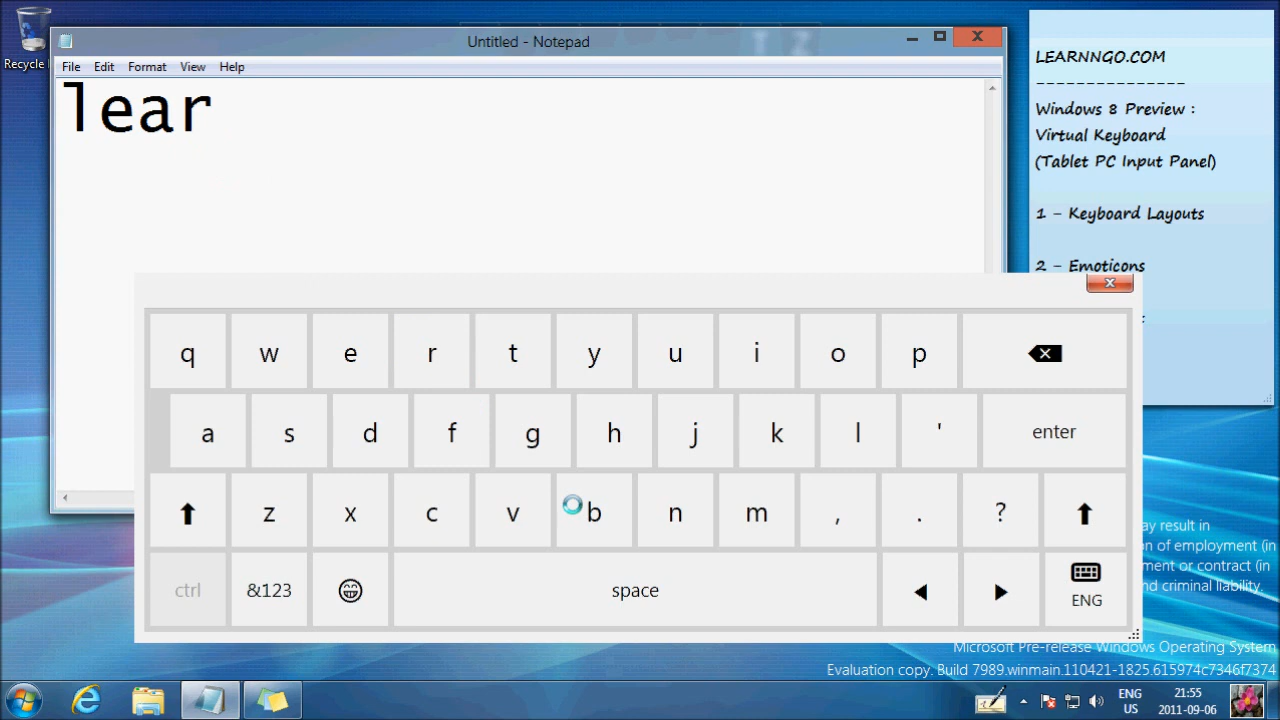 Recycle
Untitled - Notepad
File Edit Format View Help
lear
LEARNNGO.COM
---------------
Windows 8 Preview :
Virtual Keyboard
(Tablet PC Input Panel)
1 - Keyboard Layouts
2 - Emoticons
:
q w e r t y u i o p
a s d f g h j k l ' enter
z x c v b n m , . ?
ctrl &123 space ENG
ay result in
on of employment (in
ment or contract (in
nd criminal liability.
Microsoft Pre-release Windows Operating System
Evaluation copy. Build 7989.winmain.110421-1825.615974c7346f7374
ENG
US
21:55
2011-09-06